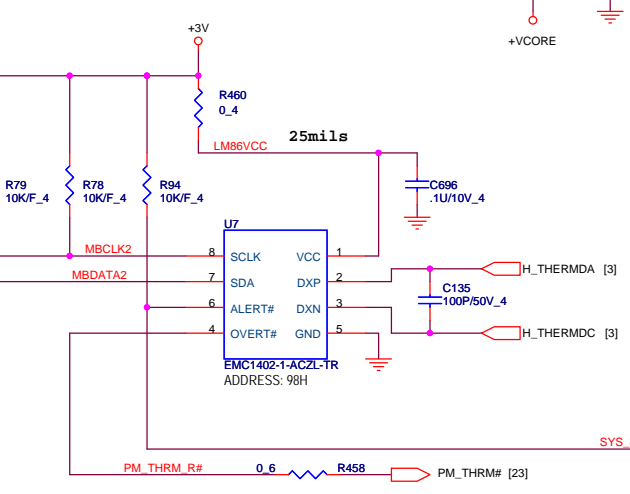 +3V
+VCORE
R460
0_4
25mils
LM86VCC
R79
10K/F_4
R78
10K/F_4
R94
10K/F_4
C696
.1U/10V_4
U7
MBCLK2
8 SCLK VCC 1
MBDATA2
7 SDA DXP 2
H_THERMDA [3]
C135
100P/50V_4
6 ALERT# DXN 3
4 OVERT# GND 5
H_THERMDC [3]
EMC1402-1-ACZL-TR
ADDRESS: 98H
SYS_
PM_THRM_R# 0_6 R458 PM_THRM# [23]